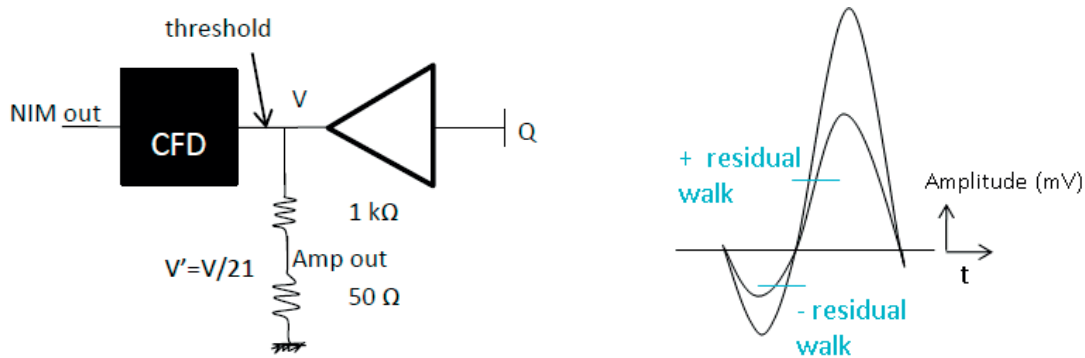 threshold
NIM out
CFD
V
Q
1 kΩ
V'=V/21
Amp out
50 Ω
+ residual
walk
Amplitude (mV)
t
- residual
walk